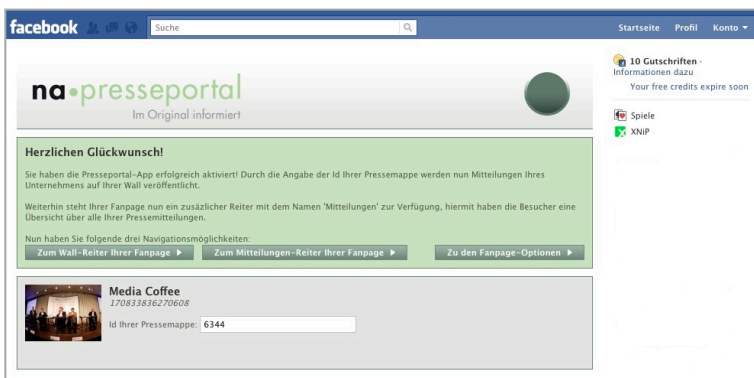 facebook
Suche
Startseite Profil Konto
na•presseportal
Im Original informiert
10 Gutschriften ·
Informationen dazu
Your free credits expire soon
Spiele
XNiP
Herzlichen Glückwunsch!
Sie haben die Presseportal-App erfolgreich aktiviert! Durch die Angabe der Id Ihrer Pressemappe werden nun Mitteilungen Ihres
Unternehmens auf Ihrer Wall veröffentlicht.
Weiterhin steht Ihrer Fanpage nun ein zusäzlicher Reiter mit dem Namen 'Mitteilungen' zur Verfügung, hiermit haben die Besucher eine
Übersicht über alle Ihrer Pressemitteilungen.
Nun haben Sie folgende drei Navigationsmöglichkeiten:
Zum Wall-Reiter Ihrer Fanpage Zum Mitteilungen-Reiter Ihrer Fanpage Zu den Fanpage-Optionen
Media Coffee
170833836270608
Id Ihrer Pressemappe: 6344